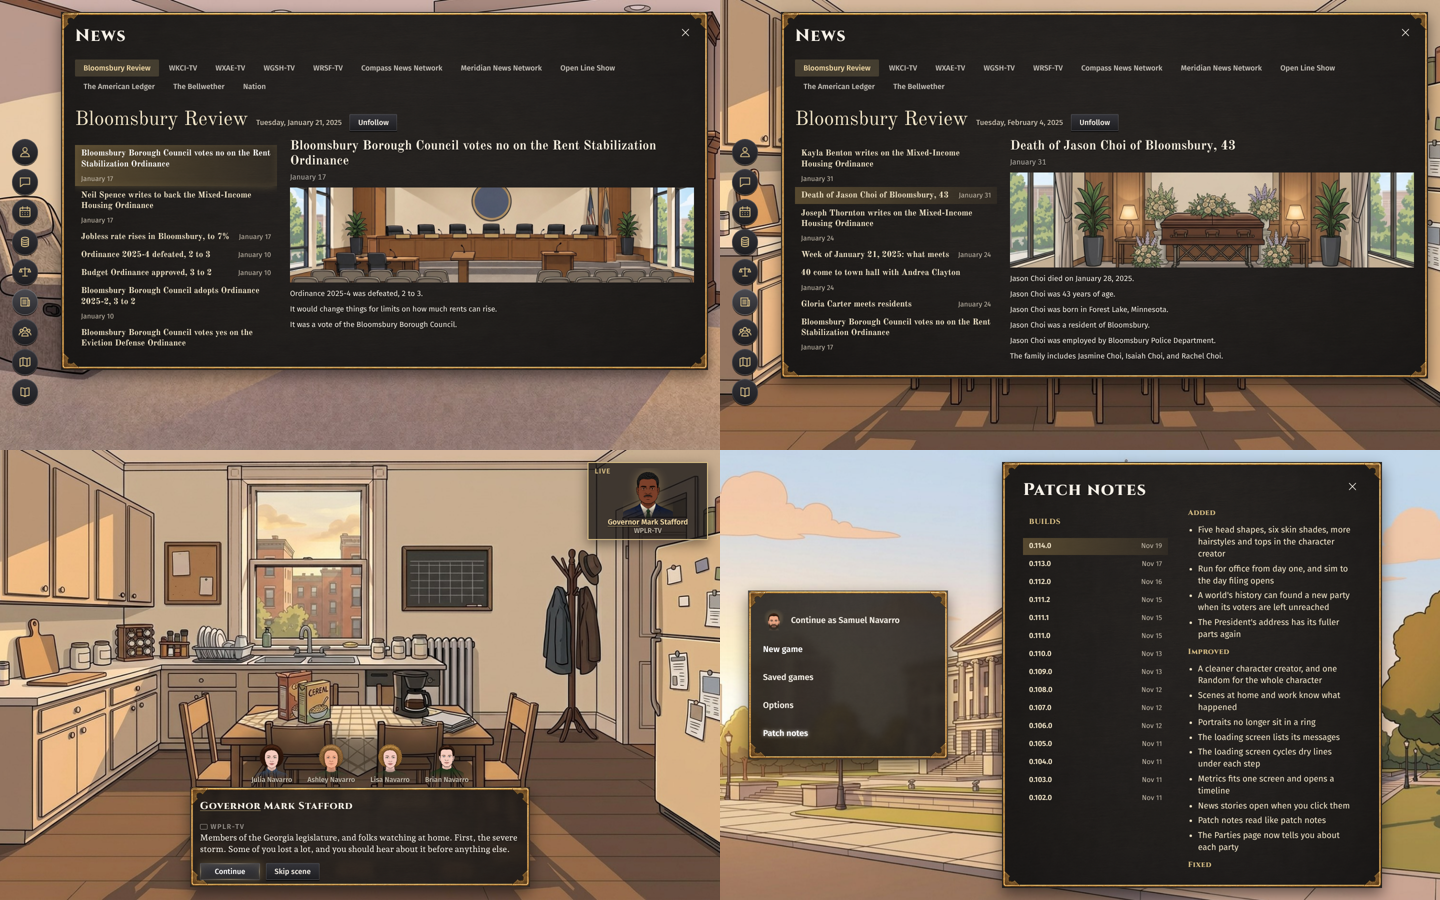 News
Bloomsbury Review
WKCI-TV
WXAE-TV
WGSH-TV
WRSF-TV
Compass News Network
Meridian News Network
Open Line Show
The American Ledger
The Bellwether
Nation
Bloomsbury Review
Tuesday, January 21, 2025
Unfollow
Bloomsbury Borough Council votes no on the Rent
Stabilization Ordinance
January 17
Neil Spence writes to back the Mixed-Income
Housing Ordinance
January 17
Jobless rate rises in Bloomsbury, to 7%
January 17
Ordinance 2025-4 defeated, 2 to 3
January 10
Budget Ordinance approved, 3 to 2
January 10
Bloomsbury Borough Council adopts Ordinance
2025-2, 3 to 2
January 10
Bloomsbury Borough Council votes yes on the
Eviction Defense Ordinance
Bloomsbury Borough Council votes no on the Rent Stabilization
Ordinance
January 17
Ordinance 2025-4 was defeated, 2 to 3.
It would change things for limits on how much rents can rise.
It was a vote of the Bloomsbury Borough Council.
News
Bloomsbury Review
WKCI-TV
WXAE-TV
WGSH-TV
WRSF-TV
Compass News Network
Meridian News Network
Open Line Show
The American Ledger
The Bellwether
Bloomsbury Review
Tuesday, February 4, 2025
Unfollow
Kayla Benton writes on the Mixed-Income
Housing Ordinance
January 31
Death of Jason Choi of Bloomsbury, 43
January 31
Joseph Thornton writes on the Mixed-Income
Housing Ordinance
January 24
Week of January 21, 2025: what meets
January 24
40 come to town hall with Andrea Clayton
January 24
Gloria Carter meets residents
January 24
Bloomsbury Borough Council votes no on the Rent
Stabilization Ordinance
January 17
Death of Jason Choi of Bloomsbury, 43
January 31
Jason Choi died on January 28, 2025.
Jason Choi was 43 years of age.
Jason Choi was born in Forest Lake, Minnesota.
Jason Choi was a resident of Bloomsbury.
Jason Choi was employed by Bloomsbury Police Department.
The family includes Jasmine Choi, Isaiah Choi, and Rachel Choi.
LIVE
Governor Mark Stafford
WPLR-TV
CEREAL
Julia Navarro
Ashley Navarro
Lisa Navarro
Brian Navarro
Governor Mark Stafford
WPLR-TV
Members of the Georgia legislature, and folks watching at home. First, the severe
storm. Some of you lost a lot, and you should hear about it before anything else.
Continue
Skip scene
Continue as Samuel Navarro
New game
Saved games
Options
Patch notes
Patch notes
Builds
0.114.0 Nov 19
0.113.0 Nov 17
0.112.0 Nov 16
0.111.2 Nov 15
0.111.1 Nov 15
0.111.0 Nov 15
0.110.0 Nov 13
0.109.0 Nov 13
0.108.0 Nov 12
0.107.0 Nov 12
0.106.0 Nov 12
0.105.0 Nov 11
0.104.0 Nov 11
0.103.0 Nov 11
0.102.0 Nov 11
Added
• Five head shapes, six skin shades, more
hairstyles and tops in the character
creator
• Run for office from day one, and sim to
the day filing opens
• A world's history can found a new party
when its voters are left unreached
• The President's address has its fuller
parts again
Improved
• A cleaner character creator, and one
Random for the whole character
• Scenes at home and work know what
happened
• Portraits no longer sit in a ring
• The loading screen lists its messages
• The loading screen cycles dry lines
under each step
• Metrics fits one screen and opens a
timeline
• News stories open when you click them
• Patch notes read like patch notes
• The Parties page now tells you about
each party
Fixed